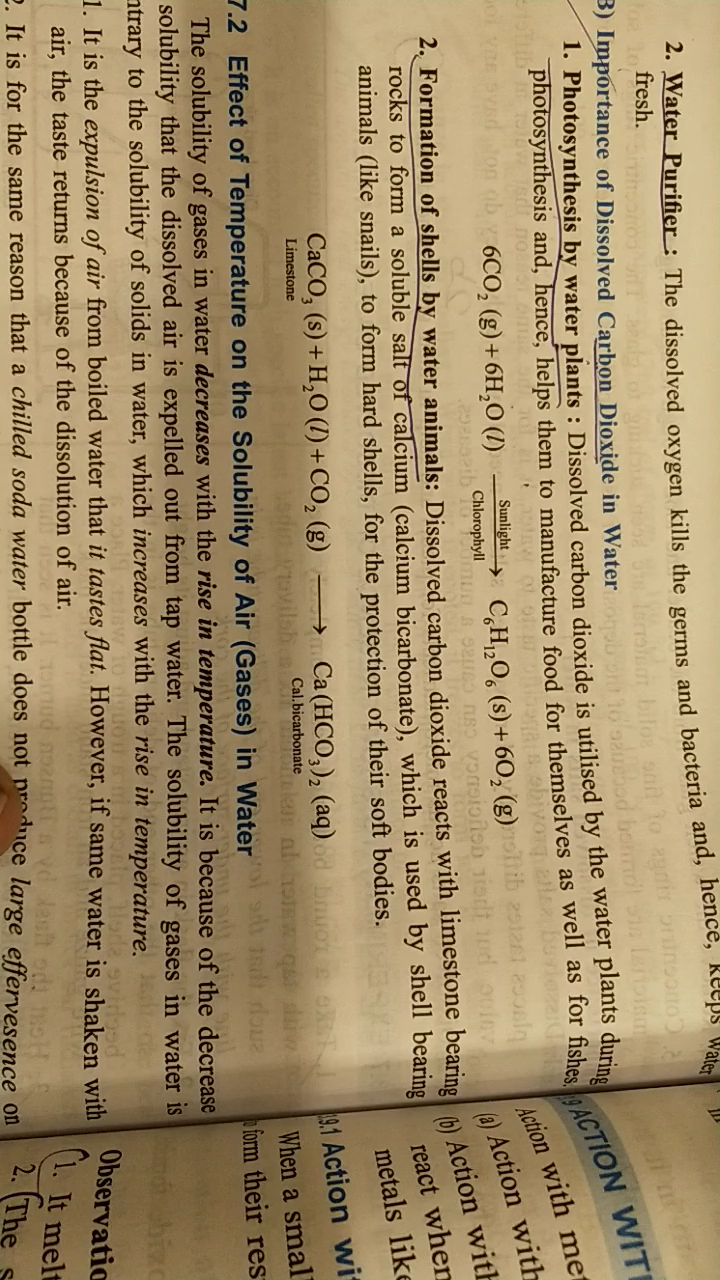 2. Water Purifier : The dissolved oxygen kills the germs and bacteria and, hence, keeps water
fresh.
B) Importance of Dissolved Carbon Dioxide in Water
1. Photosynthesis by water plants : Dissolved carbon dioxide is utilised by the water plants during
photosynthesis and, hence, helps them to manufacture food for themselves as well as for fishes.
6CO₂ (g) + 6H₂O (l) Sunlight Chlorophyll → C₆H₁₂O₆ (s) + 6O₂ (g)
2. Formation of shells by water animals: Dissolved carbon dioxide reacts with limestone bearing
rocks to form a soluble salt of calcium (calcium bicarbonate), which is used by shell bearing
animals (like snails), to form hard shells, for the protection of their soft bodies.
CaCO₃ (s) + H₂O (l) + CO₂ (g) → Ca (HCO₃)₂ (aq)
Limestone Cal.bicarbonate
7.2 Effect of Temperature on the Solubility of Air (Gases) in Water
The solubility of gases in water decreases with the rise in temperature. It is because of the decrease
solubility that the dissolved air is expelled out from tap water. The solubility of gases in water is
ntrary to the solubility of solids in water, which increases with the rise in temperature.
1. It is the expulsion of air from boiled water that it tastes flat. However, if same water is shaken with
air, the taste returns because of the dissolution of air.
2. It is for the same reason that a chilled soda water bottle does not produce large effervesence on
9 ACTION WIT
Action with met
(a) Action with
(b) Action with
react when
metals like
.9.1 Action wi
When a smal
form their res
Observatio
1. It melt
2. The s